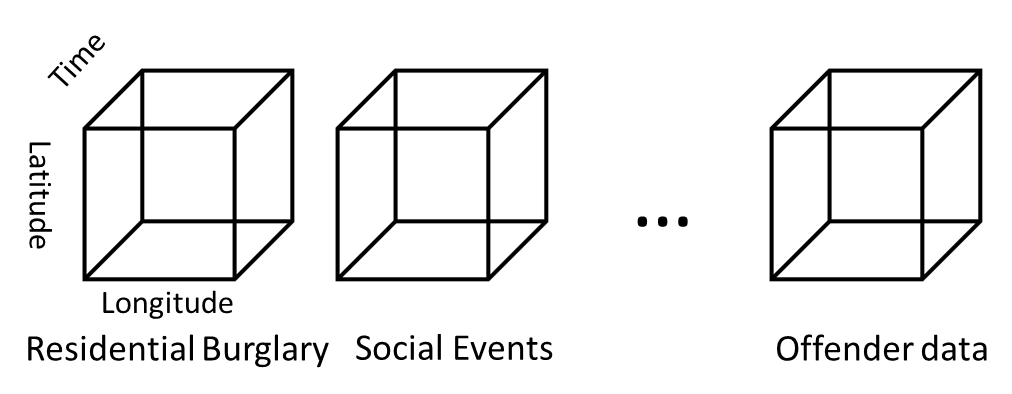 Time
Latitude
Longitude
Residential Burglary
Social Events
...
Offender data